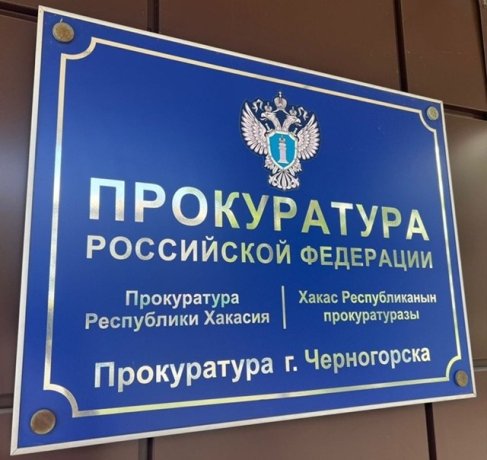 ПРОКУРАТУРА
РОССИЙСКОЙ ФЕДЕРАЦИИ
Прокуратура
Республики Хакасия
Хакас Республиканын
прокуратуразы
Прокуратура г. Черногорска